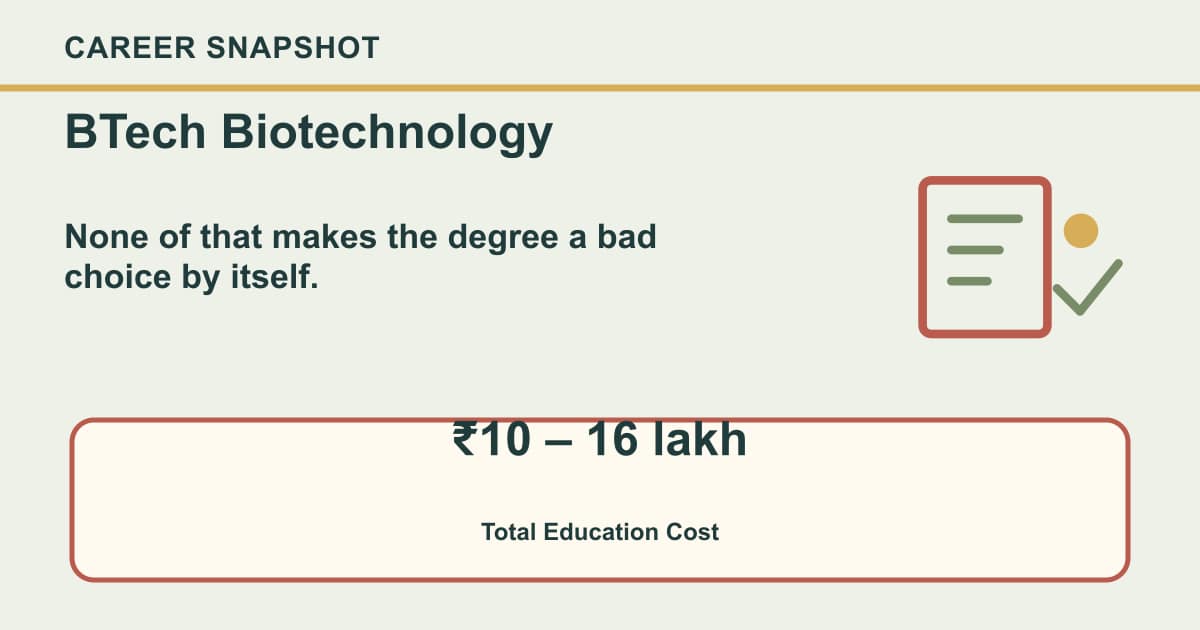 CAREER SNAPSHOT
BTech Biotechnology
None of that makes the degree a bad
choice by itself.
₹10 – 16 lakh
Total Education Cost